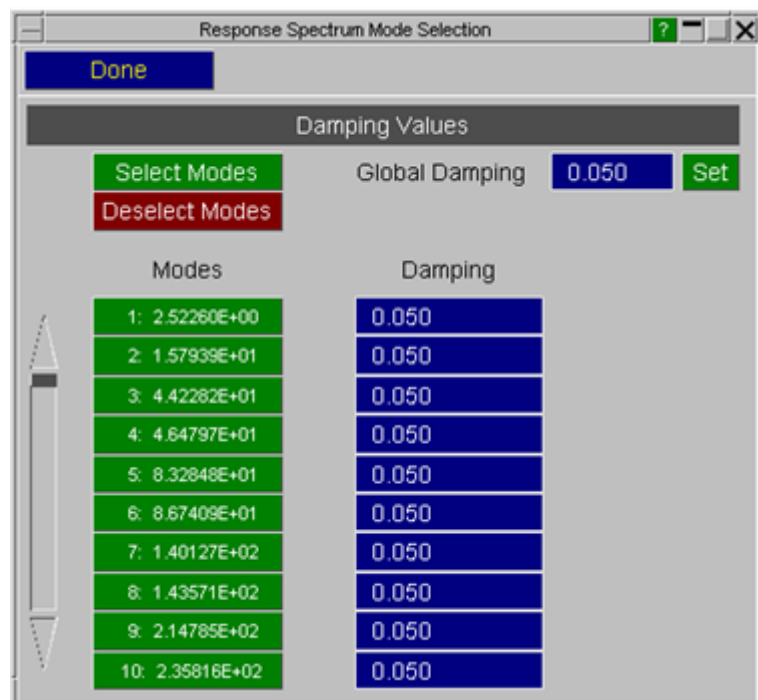 Response Spectrum Mode Selection ?
Done
Damping Values
Select Modes Global Damping 0.050 Set
Deselect Modes
Modes Damping
1: 2.52260E+00 0.050
2: 1.57939E+01 0.050
3: 4.42282E+01 0.050
4: 4.64797E+01 0.050
5: 8.32848E+01 0.050
6: 8.67409E+01 0.050
7: 1.40127E+02 0.050
8: 1.43571E+02 0.050
9: 2.14785E+02 0.050
10: 2.35816E+02 0.050